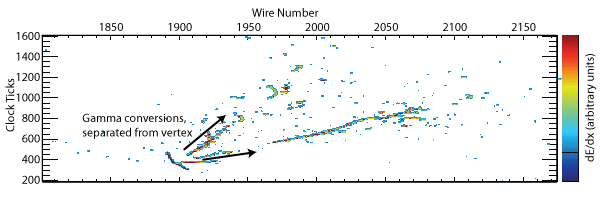 Wire Number
1850 1900 1950 2000 2050 2100 2150
1600
1400
1200
1000
800
600
400
200
Clock Ticks
Gamma conversions,
separated from vertex
dE/dx (arbitrary units)